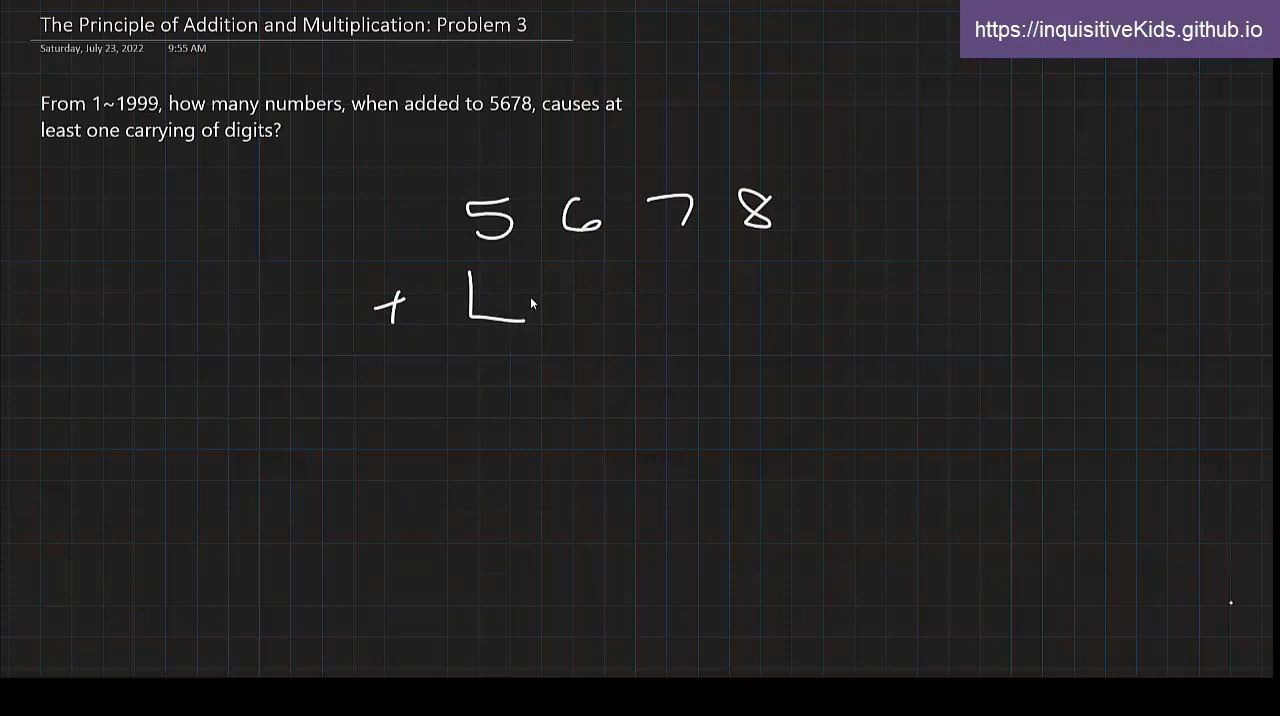 The Principle of Addition and Multiplication: Problem 3
https://inquisitiveKids.github.io
Saturday, July 23, 2022 9:55 AM
From 1~1999, how many numbers, when added to 5678, causes at
least one carrying of digits?
5 6 7 8
+